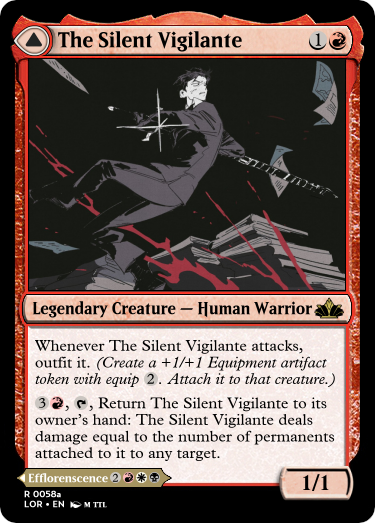 The Silent Vigilante 1
Legendary Creature — Human Warrior
Whenever The Silent Vigilante attacks,
outfit it. (Create a +1/+1 Equipment artifact
token with equip 2. Attach it to that creature.)
3, , Return The Silent Vigilante to its
owner's hand: The Silent Vigilante deals
damage equal to the number of permanents
attached to it to any target.
Efflorescence 2
1/1
R 0058a
LOR • EN M TTL